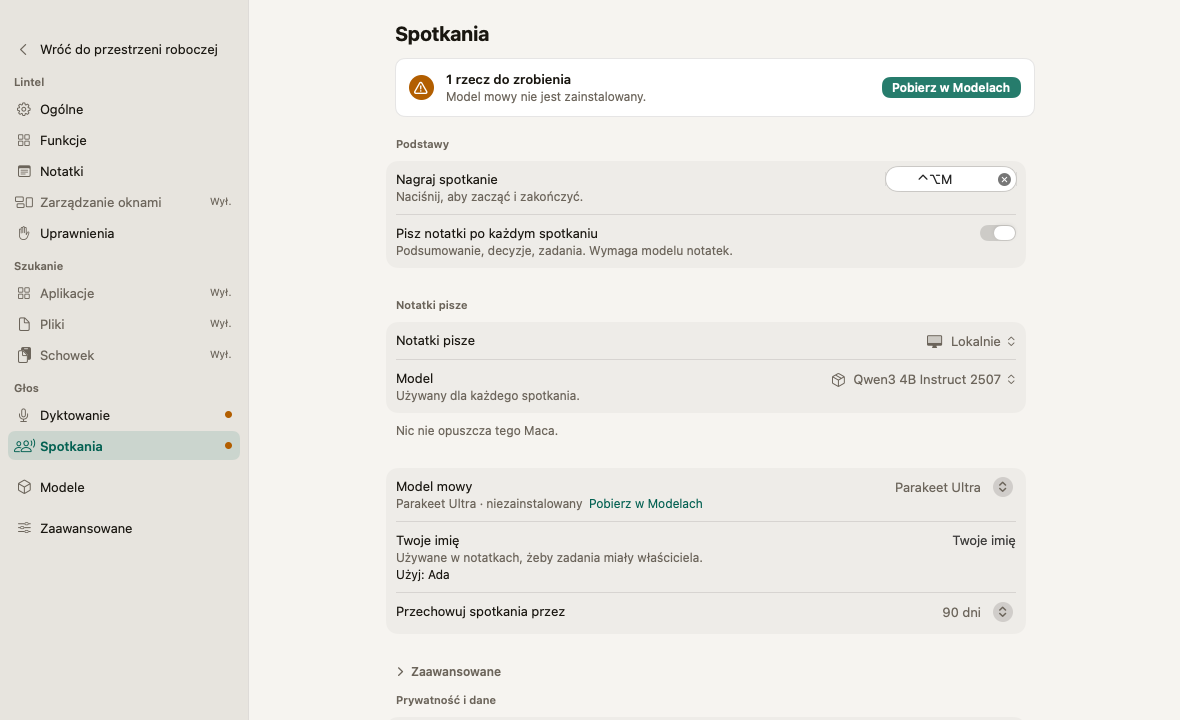 Wróć do przestrzeni roboczej
Lintel
Ogólne
Funkcje
Notatki
Zarządzanie oknami Wył.
Uprawnienia
Szukanie
Aplikacje Wył.
Pliki Wył.
Schowek Wył.
Głos
Dyktowanie
Spotkania
Modele
Zaawansowane
Spotkania
1 rzecz do zrobienia
Model mowy nie jest zainstalowany.
Pobierz w Modelach
Podstawy
Nagraj spotkanie
Naciśnij, aby zacząć i zakończyć.
⌃⌥M
Pisz notatki po każdym spotkaniu
Podsumowanie, decyzje, zadania. Wymaga modelu notatek.
Notatki pisze
Notatki pisze Lokalnie
Model Qwen3 4B Instruct 2507
Używany dla każdego spotkania.
Nic nie opuszcza tego Maca.
Model mowy Parakeet Ultra
Parakeet Ultra · niezainstalowany Pobierz w Modelach
Twoje imię Twoje imię
Używane w notatkach, żeby zadania miały właściciela.
Użyj: Ada
Przechowuj spotkania przez 90 dni
Zaawansowane
Prywatność i dane